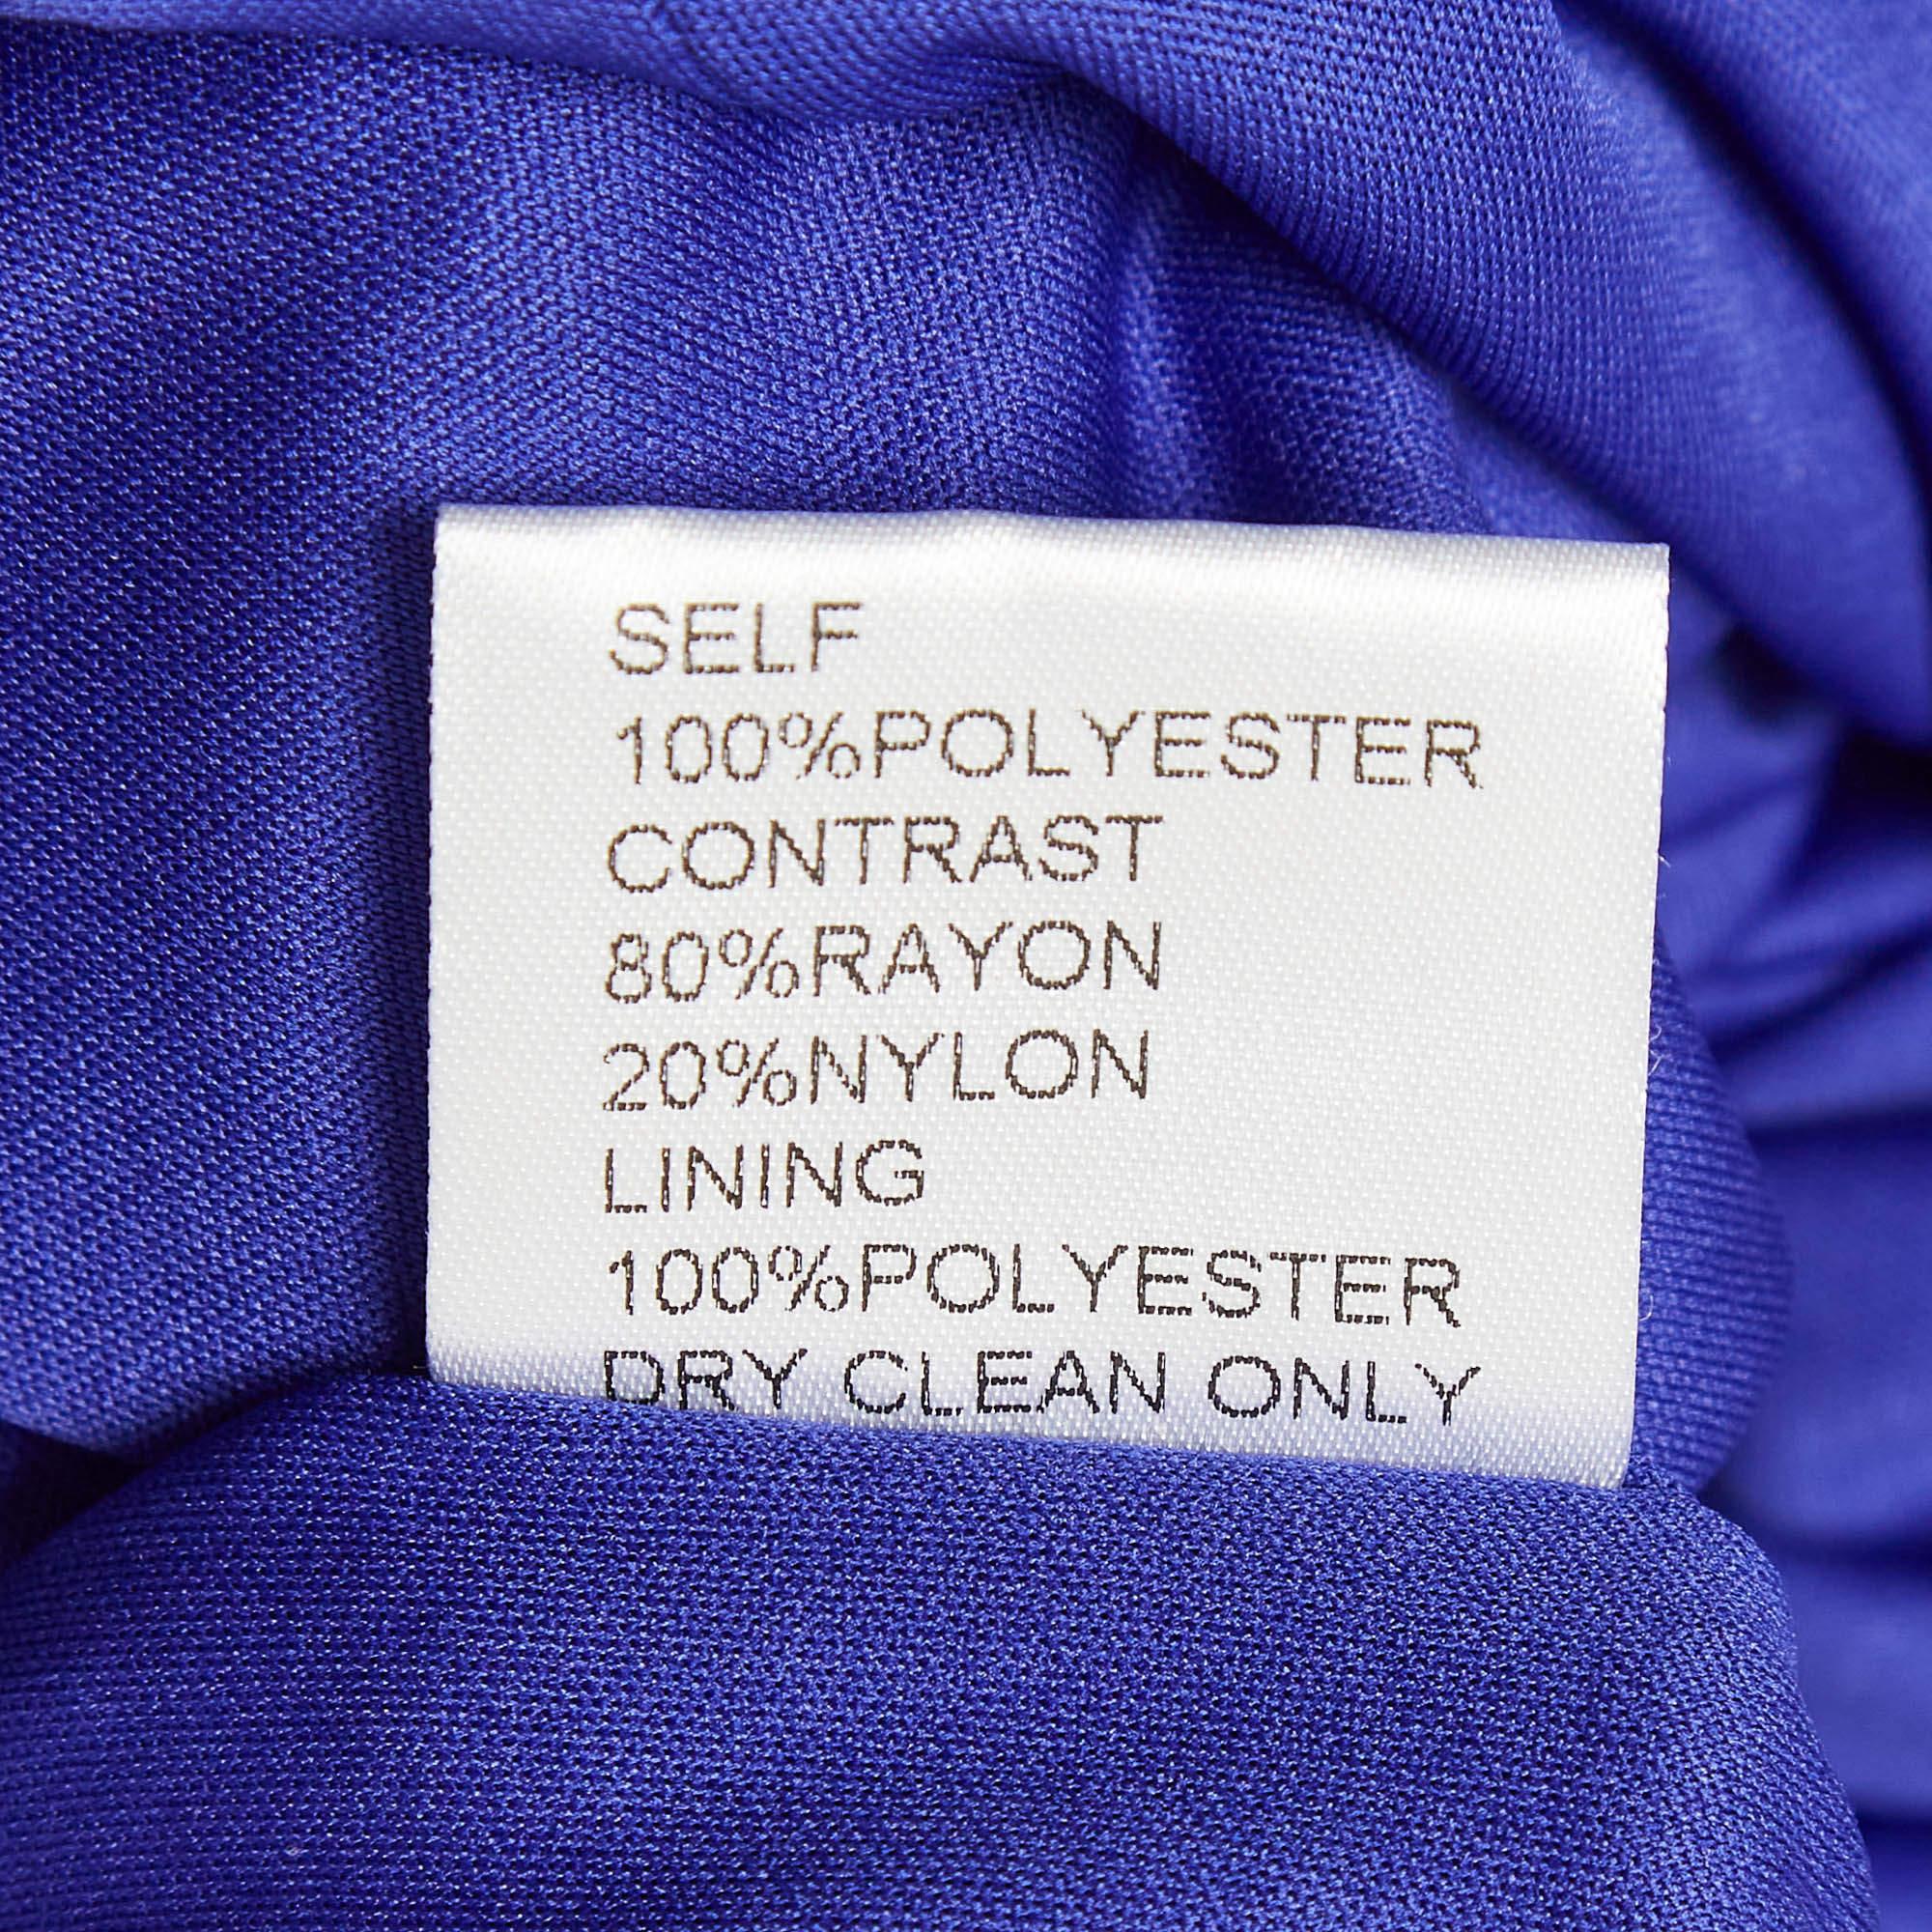 SELF
100%POLYESTER
CONTRAST
80%RAYON
20%NYLON
LINING
100%POLYESTER
DRY CLEAN ONLY